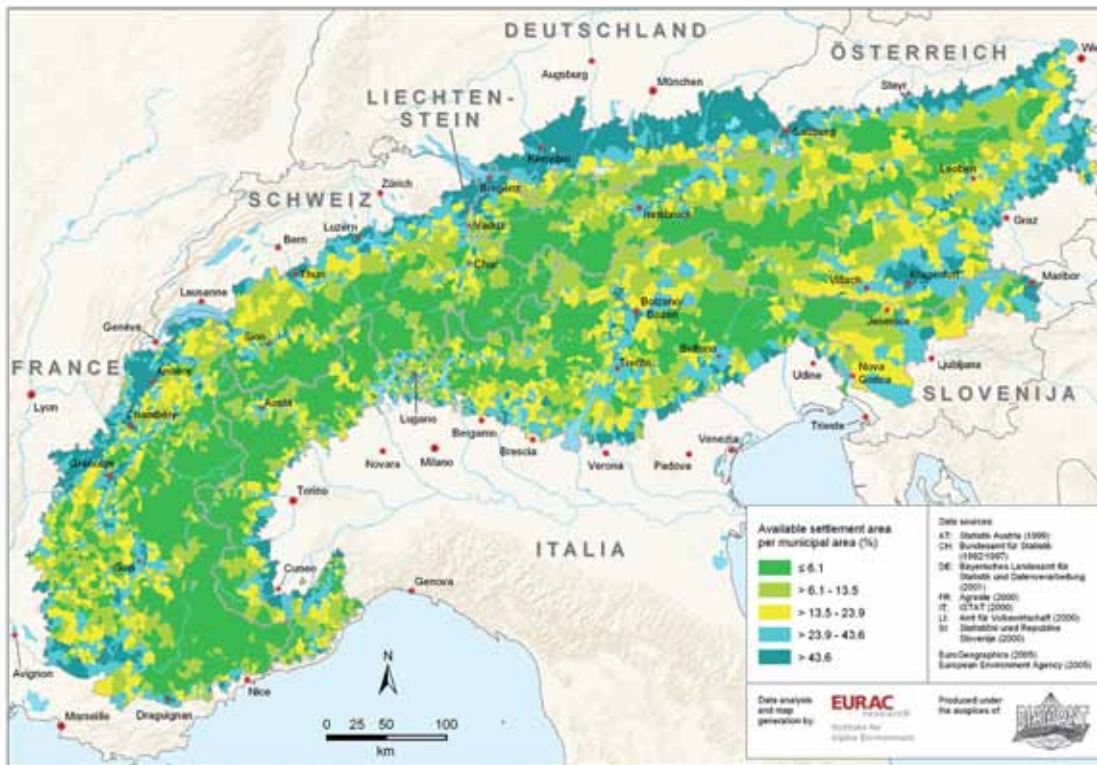 DEUTSCHLAND
ÖSTERREICH
Augsburg
München
Steyr
LIECHTEN-
STEIN
Salzburg
Kempten
Leoben
Zürich
Bregenz
Innsbruck
SCHWEIZ
Vaduz
Graz
Luzern
Bern
Chur
Thun
Villach
Klagenfurt
Maribor
Lausanne
Bolzano
Bozen
Jesenice
Genève
Sion
Trento
Belluno
Ljubljana
FRANCE
Annecy
Udine
Nova
Gorica
SLOVENIJA
Lyon
Aosta
Chambéry
Lugano
Bergamo
Trieste
Brescia
Venezia
Novara
Milano
Verona
Padova
Grenoble
Torino
ITALIA
Gap
Cuneo
Genova
Avignon
N
Nice
Marseille
Draguignan
0 25 50 100
km
Available settlement area
per municipal area (%)
≤ 6.1
> 6.1 - 13.5
> 13.5 - 23.9
> 23.9 - 43.6
> 43.6
Data sources
AT: Statistik Austria (1999)
CH: Bundesamt für Statistik
(1992/1997)
DE: Bayerisches Landesamt für
Statistik und Datenverarbeitung
(2001)
FR: Agreste (2000)
IT: ISTAT (2000)
LI: Amt für Volkswirtschaft (2000)
SI:
Slovenije (2000)
EuroGeographics (2005)
European Environment Agency (2005)
Data analysis
and map
generation by:
EURAC
research
Institute for
Alpine Environment
Produced under
the auspices of: